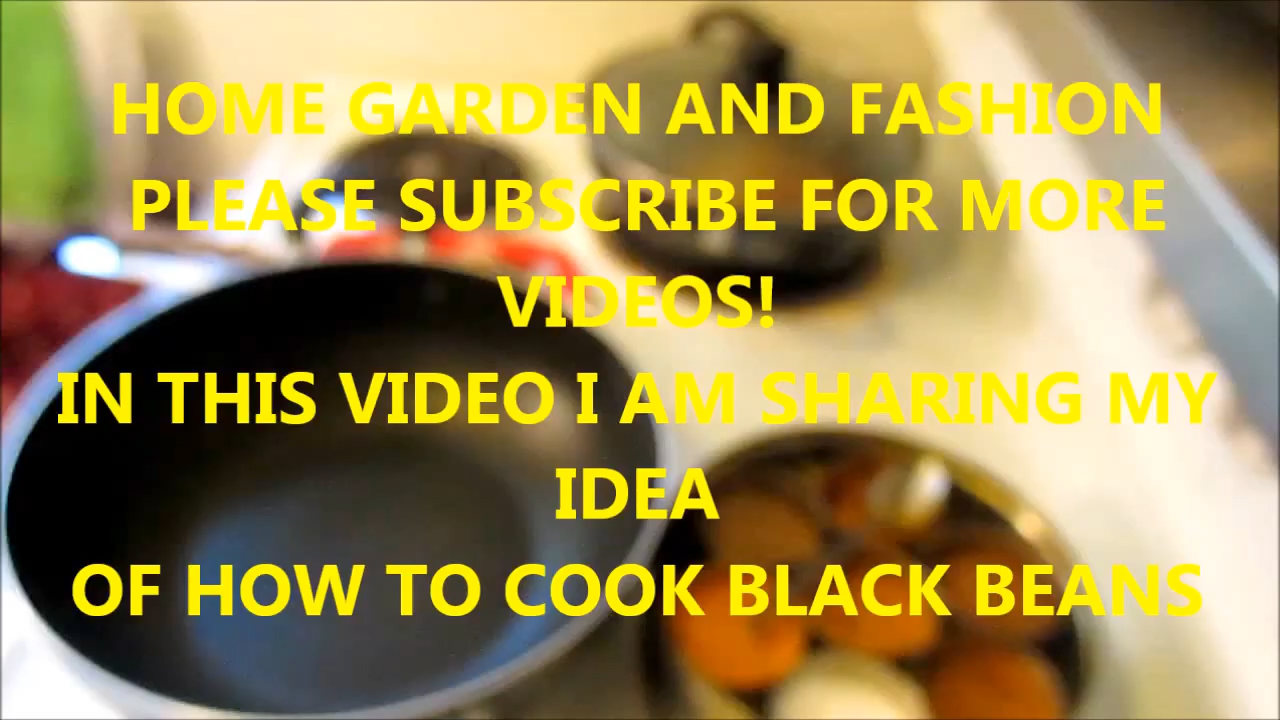 HOME GARDEN AND FASHION
PLEASE SUBSCRIBE FOR MORE
VIDEOS!
IN THIS VIDEO I AM SHARING MY
IDEA
OF HOW TO COOK BLACK BEANS